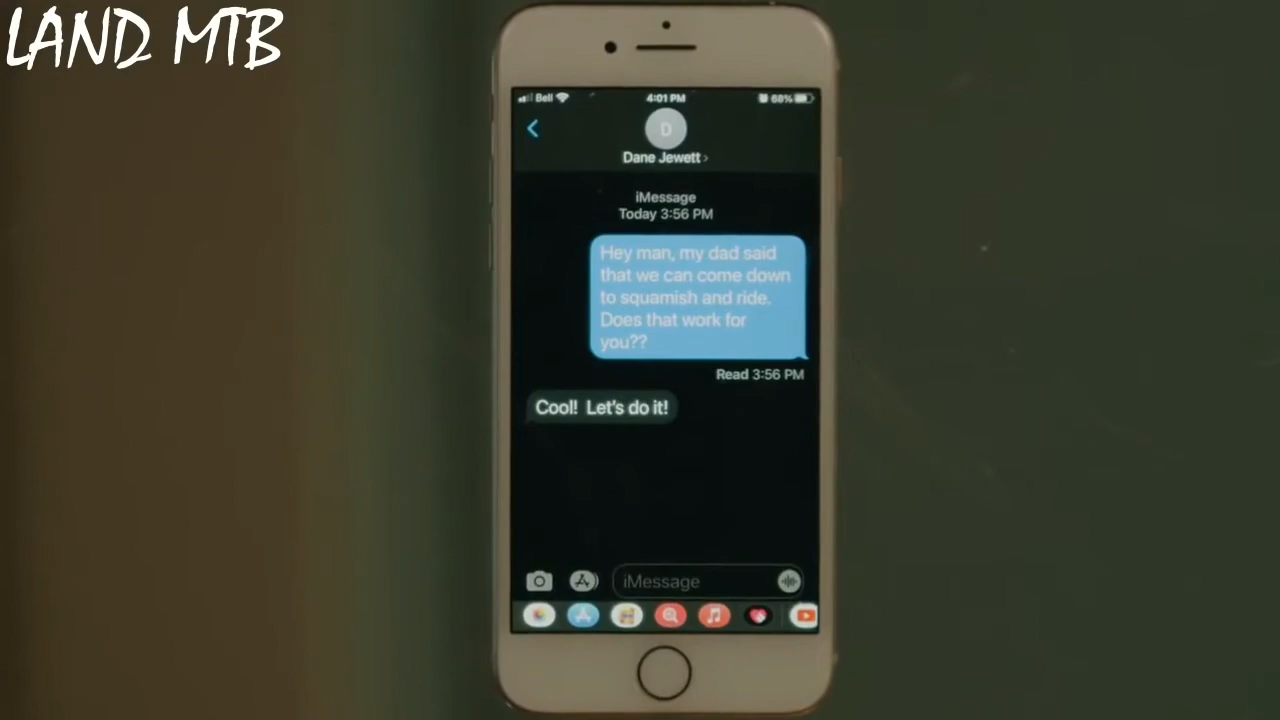 LAND MTB
Bell 4:01 PM 68%
D
Dane Jewett
iMessage
Today 3:56 PM
Hey man, my dad said
that we can come down
to squamish and ride.
Does that work for
you??
Read 3:56 PM
Cool! Let's do it!
iMessage